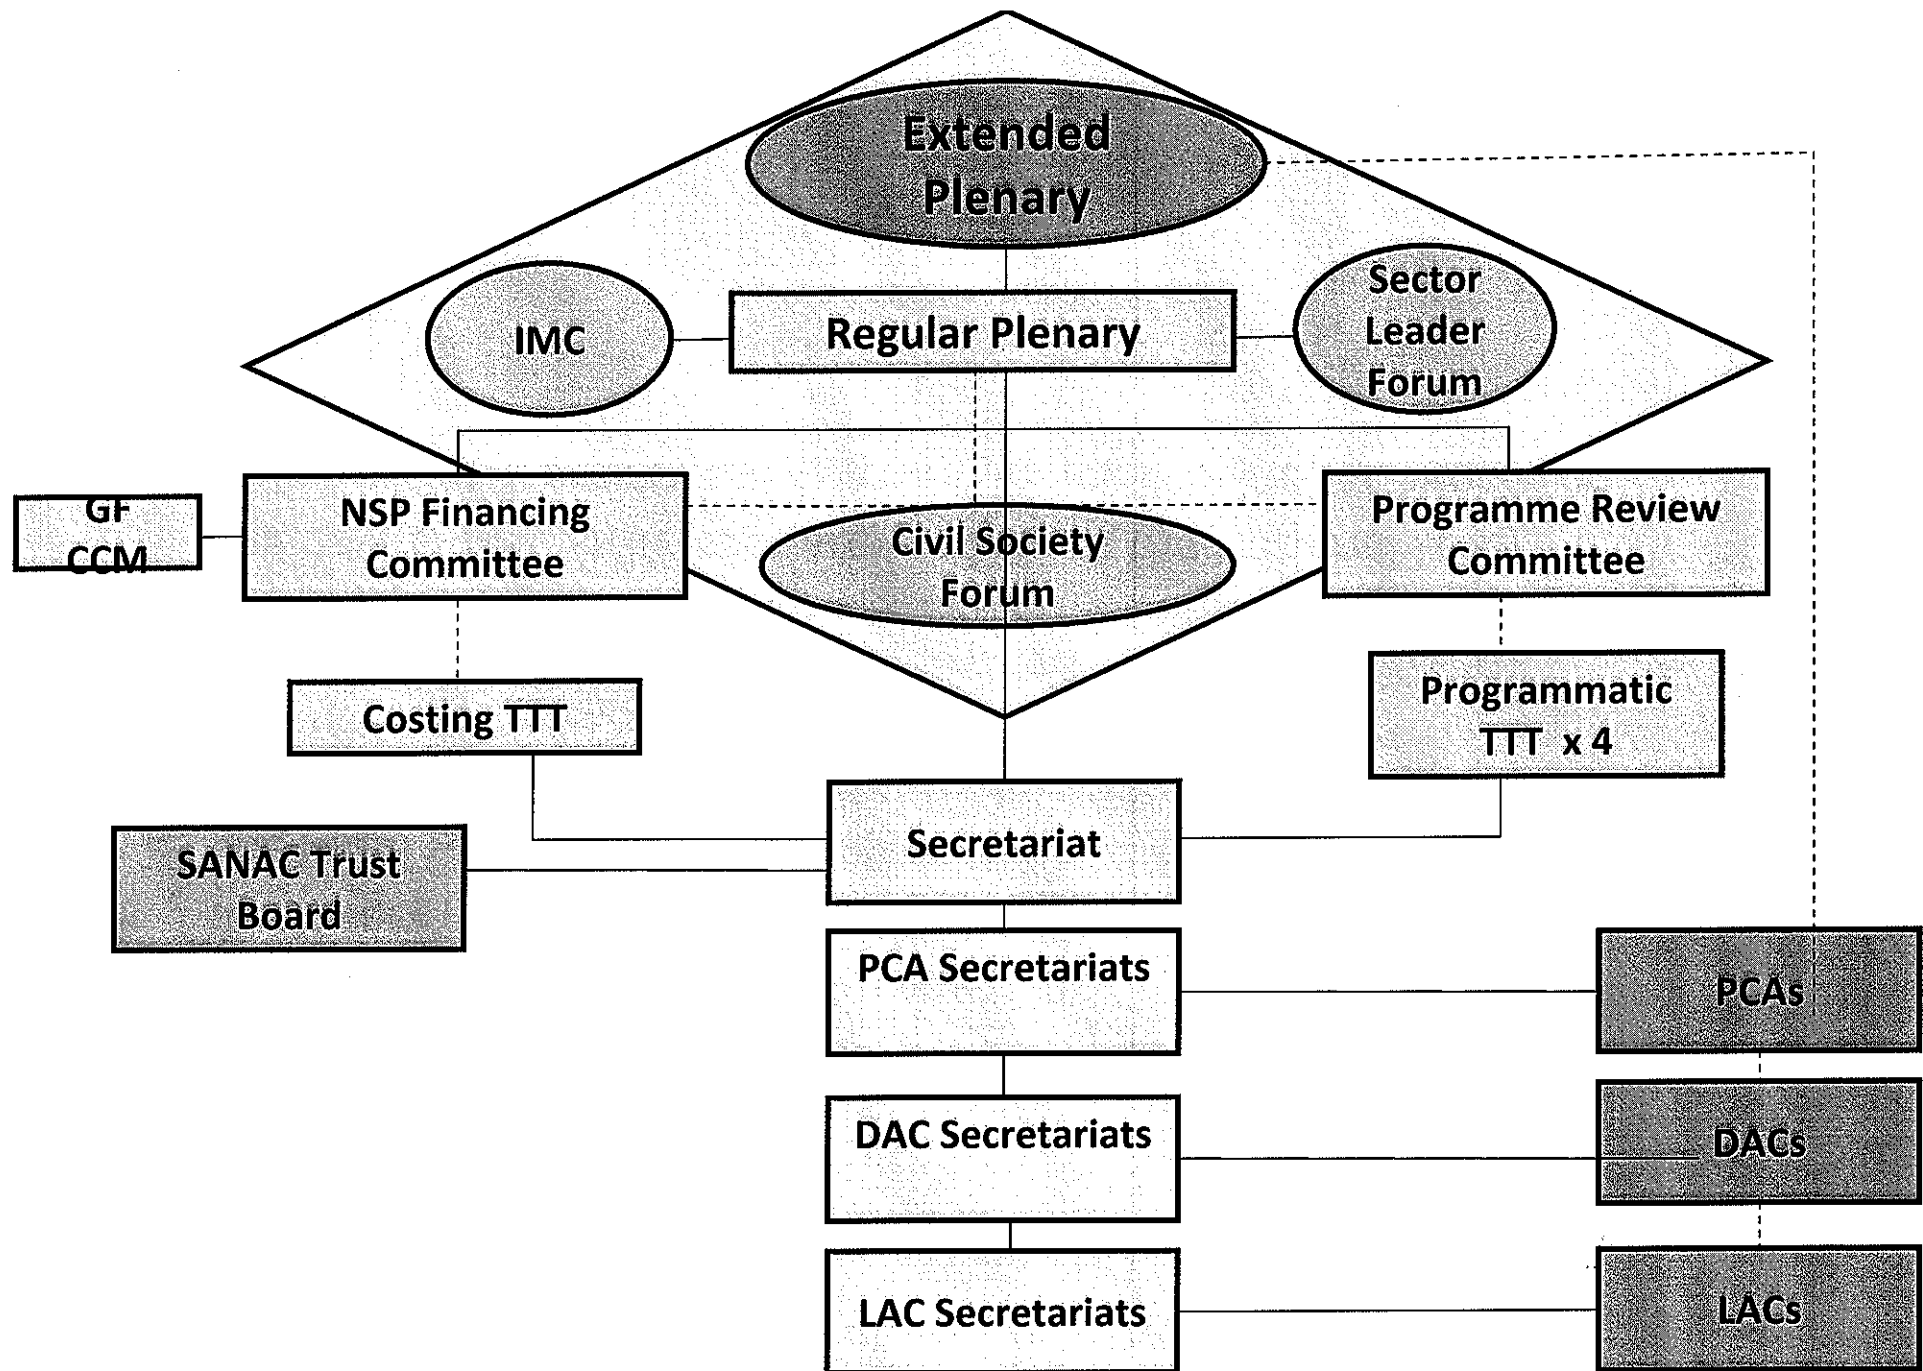 Extended
Plenary
IMC
Regular Plenary
Sector
Leader
Forum
GF
CCM
NSP Financing
Committee
Civil Society
Forum
Programme Review
Committee
Costing TTT
Programmatic
TTT x 4
SANAC Trust
Board
Secretariat
PCA Secretariats
PCAs
DAC Secretariats
DACs
LAC Secretariats
LACs